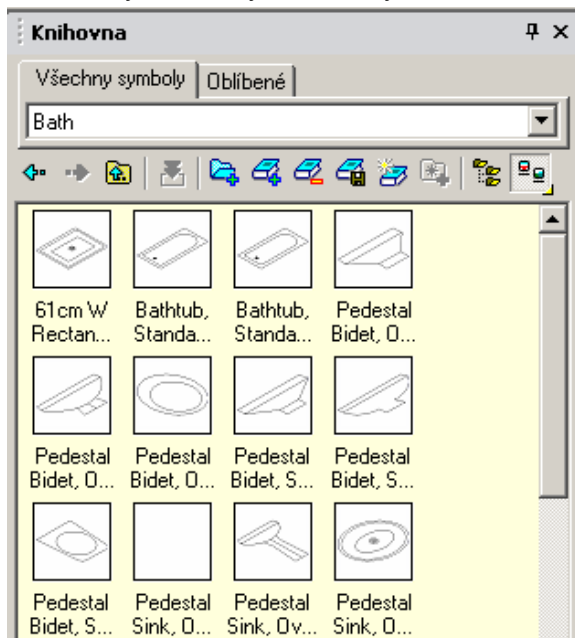 Knihovna
Všechny symboly Oblíbené
Bath
61cm W Bathtub, Bathtub, Pedestal
Rectan... Standa... Standa... Bidet, O...
Pedestal Pedestal Pedestal Pedestal
Bidet, O... Bidet, O... Bidet, S... Bidet, S...
Pedestal Pedestal Pedestal Pedestal
Bidet, S... Sink, O... Sink, Ov... Sink, O...